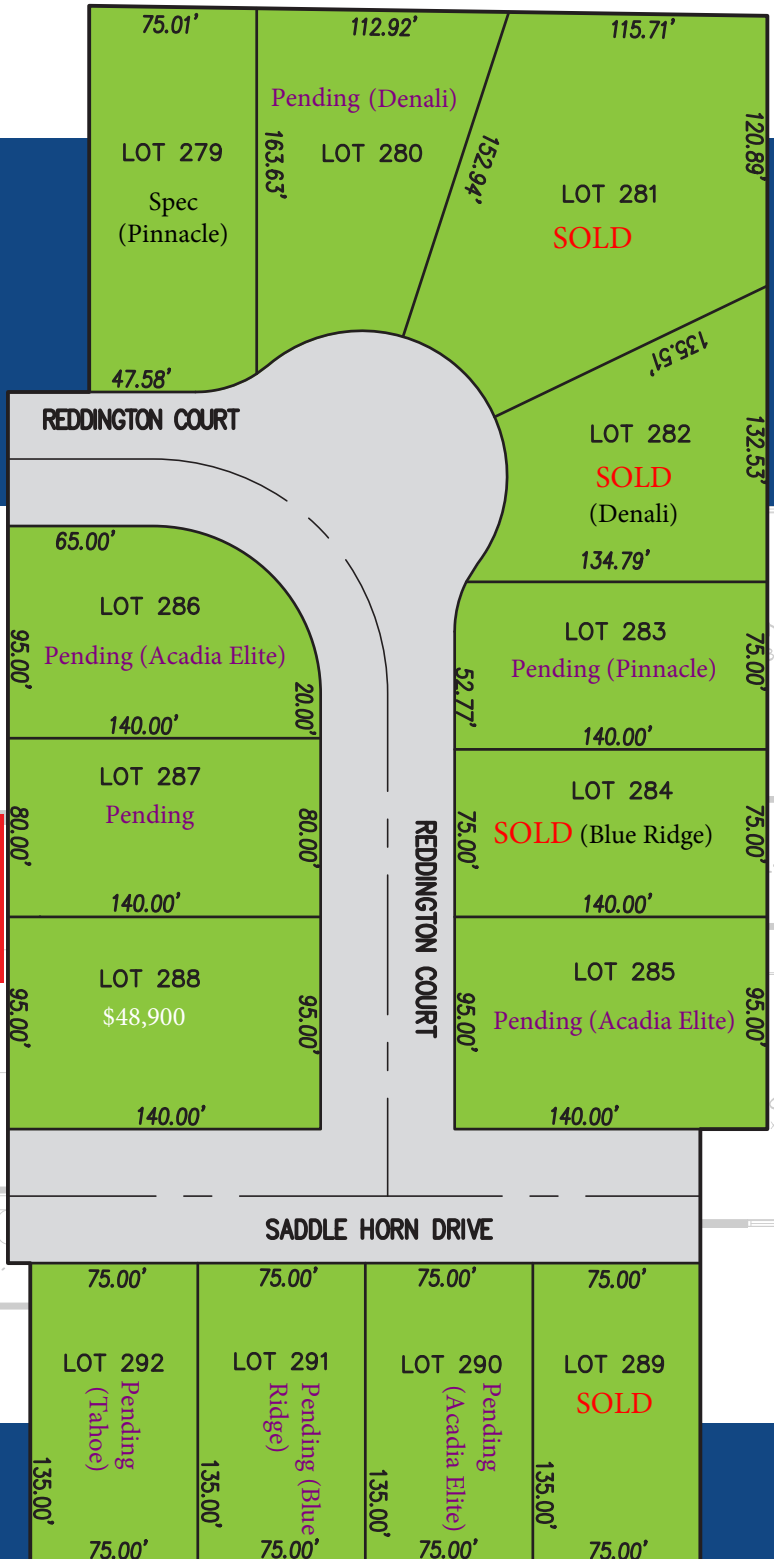 75.01'
112.92'
115.71'
Pending (Denali)
LOT 279
163.63'
LOT 280
152.94'
120.89'
Spec
(Pinnacle)
LOT 281
SOLD
47.58'
135.51'
REDDINGTON COURT
LOT 282
SOLD
(Denali)
132.53'
134.79'
65.00'
LOT 286
Pending (Acadia Elite)
95.00'
20.00'
140.00'
LOT 283
Pending (Pinnacle)
52.77'
75.00'
140.00'
LOT 287
Pending
80.00'
80.00'
140.00'
LOT 284
SOLD (Blue Ridge)
75.00'
75.00'
140.00'
REDDINGTON COURT
LOT 288
$48,900
95.00'
95.00'
140.00'
LOT 285
Pending (Acadia Elite)
95.00'
95.00'
140.00'
SADDLE HORN DRIVE
75.00'
75.00'
75.00'
75.00'
LOT 292
Pending
(Tahoe)
135.00'
75.00'
LOT 291
Pending (Blue
Ridge)
135.00'
75.00'
LOT 290
Pending
(Acadia Elite)
135.00'
75.00'
LOT 289
SOLD
135.00'
75.00'